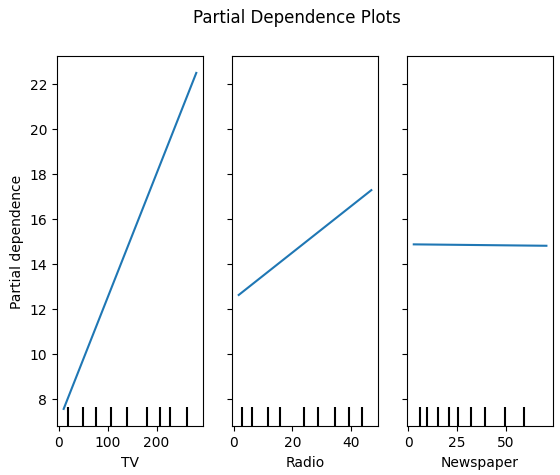 Partial Dependence Plots
Partial dependence
22
20
18
16
14
12
10
8
0 100 200
TV
0 20 40
Radio
0 25 50
Newspaper